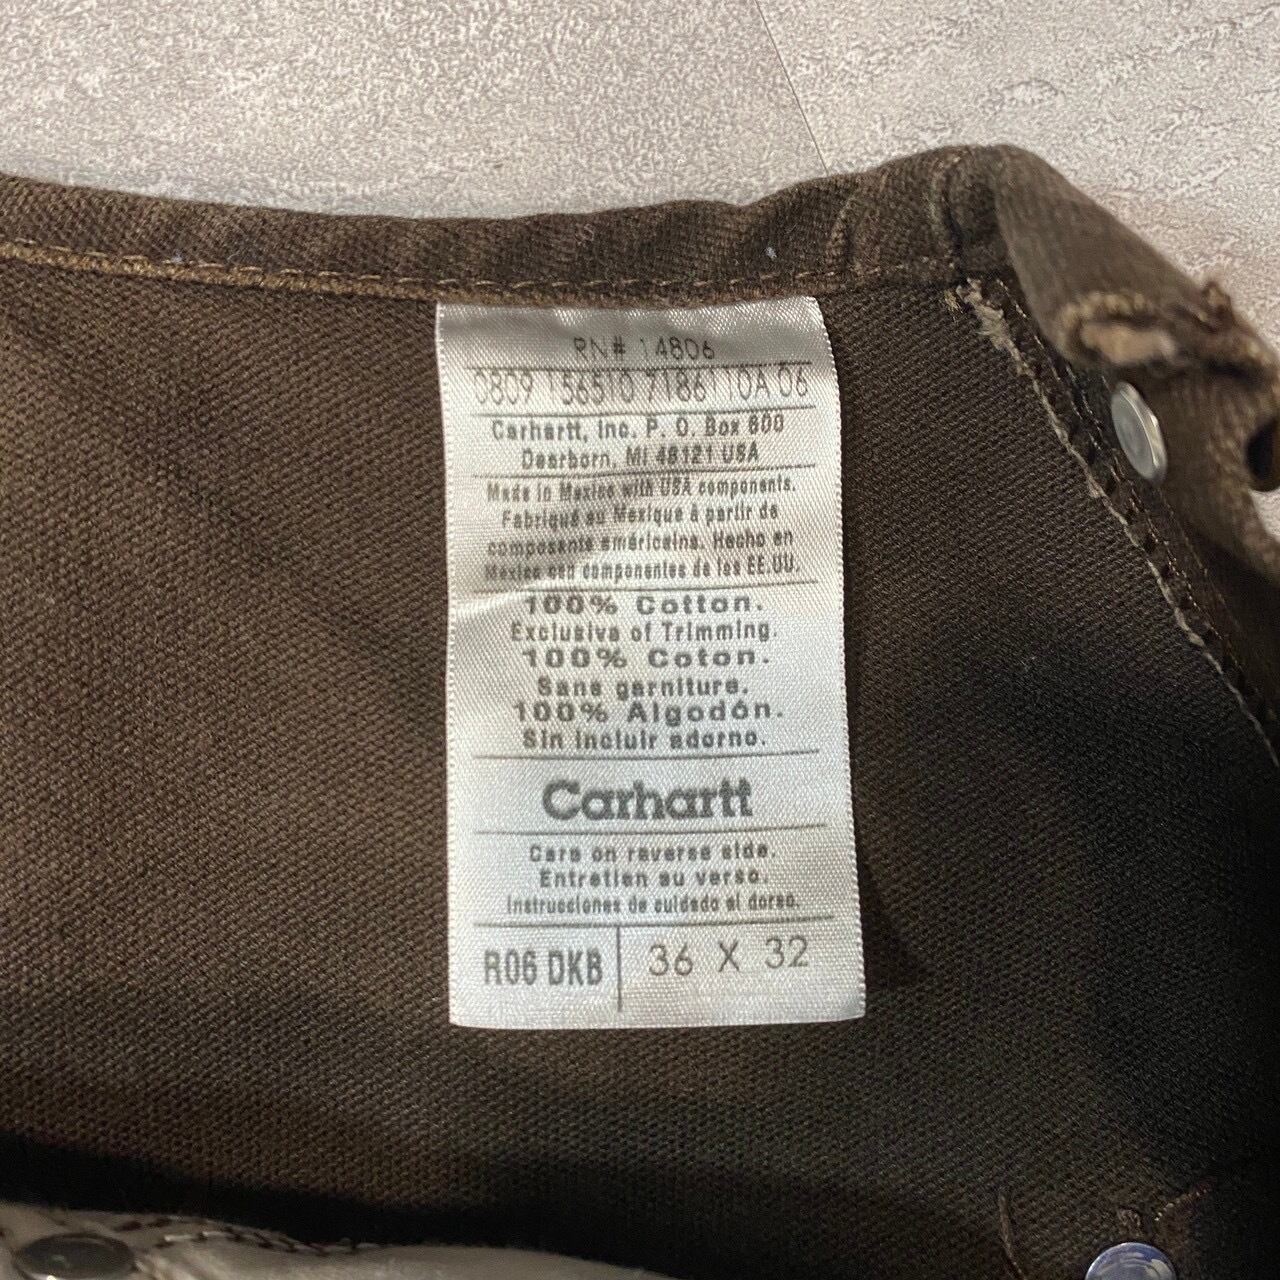 RN# 14806
0809 156510 7186110A 06
Carhartt, Inc. P. O. Box 600
Dearborn, MI 48121 USA
Made in Mexico with USA components.
Fabriqué au Mexique à partir de
composants américains. Hecho en
México con componentes de los EE.UU.
100% Cotton.
Exclusive of Trimming.
100% Coton.
Sans garniture.
100% Algodón.
Sin incluir adorno.
Carhartt
Care on reverse side.
Entretien au verso.
Instrucciones de cuidado al dorso.
R06 DKB 36 X 32